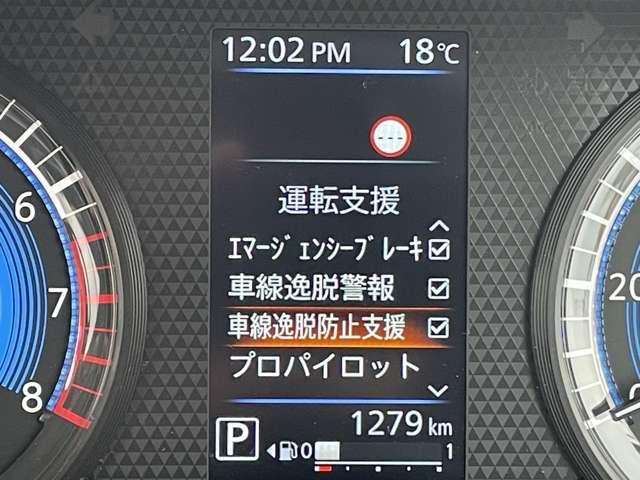 12:02 PM 18℃
---
運転支援
ｴﾏｰｼﾞｪﾝｼｰﾌﾞﾚｰｷ
車線逸脱警報
車線逸脱防止支援
プロパイロット
1279 km
P 0 1
6
7
8
20